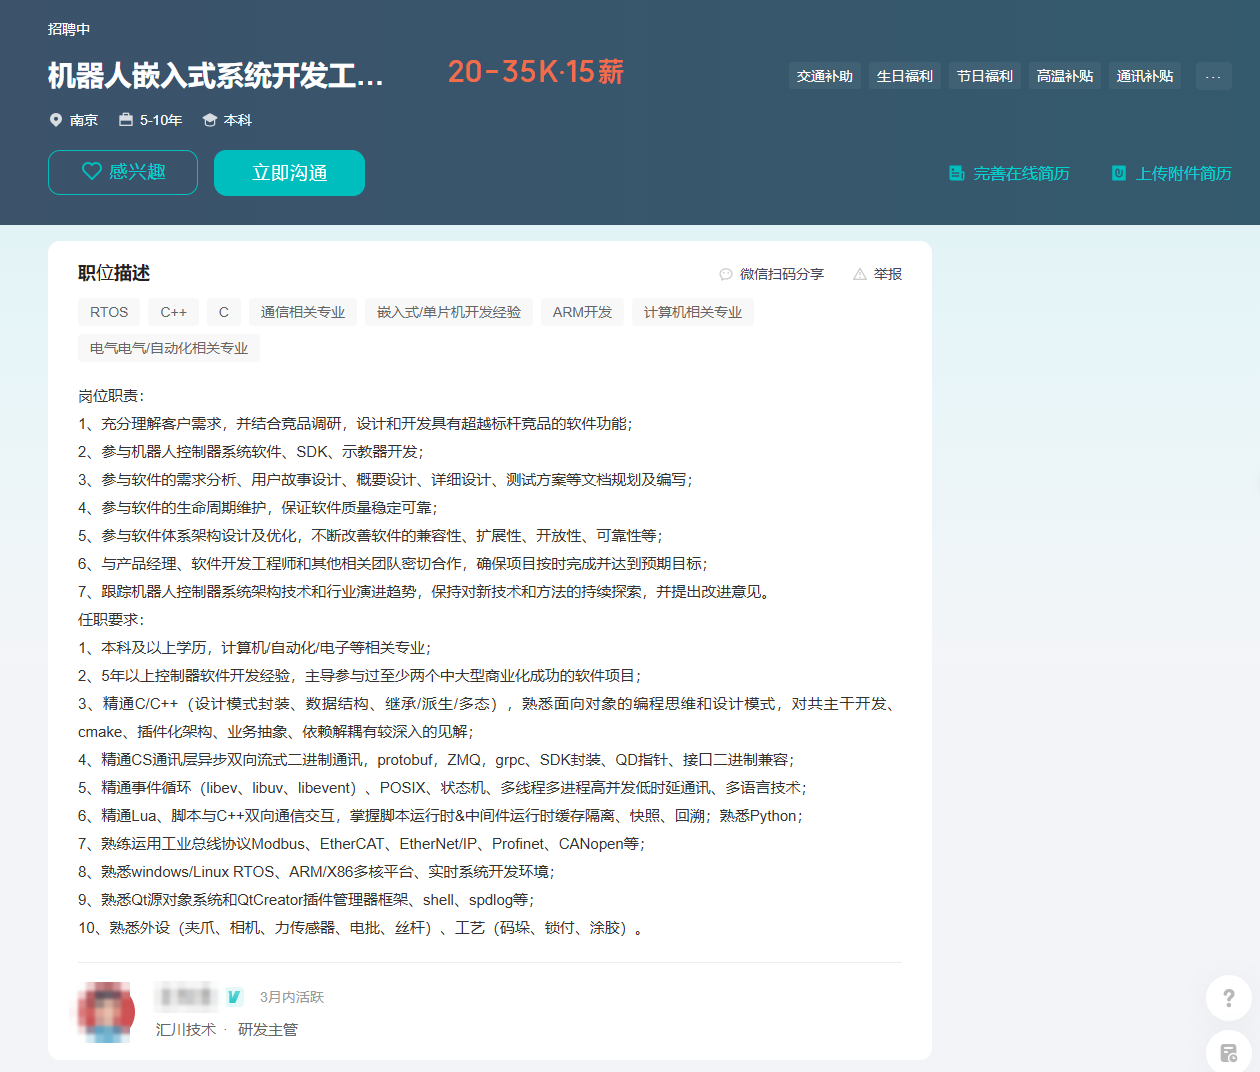 招聘中
机器人嵌入式系统开发工...
20-35K·15薪
交通补助
生日福利
节日福利
高温补贴
通讯补贴
...
南京
5-10年
本科
感兴趣
立即沟通
完善在线简历
上传附件简历
职位描述
微信扫码分享
举报
RTOS
C++
C
通信相关专业
嵌入式/单片机开发经验
ARM开发
计算机相关专业
电气电气/自动化相关专业
岗位职责：
1、充分理解客户需求，并结合竞品调研，设计和开发具有超越标杆竞品的软件功能；
2、参与机器人控制器系统软件、SDK、示教器开发；
3、参与软件的需求分析、用户故事设计、概要设计、详细设计、测试方案等文档规划及编写；
4、参与软件的生命周期维护，保证软件质量稳定可靠；
5、参与软件体系架构设计及优化，不断改善软件的兼容性、扩展性、开放性、可靠性等；
6、与产品经理、软件开发工程师和其他相关团队密切合作，确保项目按时完成并达到预期目标；
7、跟踪机器人控制器系统架构技术和行业演进趋势，保持对新技术和方法的持续探索，并提出改进意见。
任职要求：
1、本科及以上学历，计算机/自动化/电子等相关专业；
2、5年以上控制器软件开发经验，主导参与过至少两个中大型商业化成功的软件项目；
3、精通C/C++（设计模式封装、数据结构、继承/派生/多态），熟悉面向对象的编程思维和设计模式，对共主干开发、
cmake、插件化架构、业务抽象、依赖解耦有较深入的见解；
4、精通CS通讯层异步双向流式二进制通讯，protobuf，ZMQ，grpc、SDK封装、QD指针、接口二进制兼容；
5、精通事件循环（libev、libuv、libevent）、POSIX、状态机、多线程多进程高并发低时延通讯、多语言技术；
6、精通Lua、脚本与C++双向通信交互，掌握脚本运行时&中间件运行时缓存隔离、快照、回溯；熟悉Python；
7、熟练运用工业总线协议Modbus、EtherCAT、EtherNet/IP、Profinet、CANopen等；
8、熟悉windows/Linux RTOS、ARM/X86多核平台、实时系统开发环境；
9、熟悉Qt源对象系统和QtCreator插件管理器框架、shell、spdlog等；
10、熟悉外设（夹爪、相机、力传感器、电批、丝杆）、工艺（码垛、锁付、涂胶）。
3月内活跃
汇川技术 · 研发主管